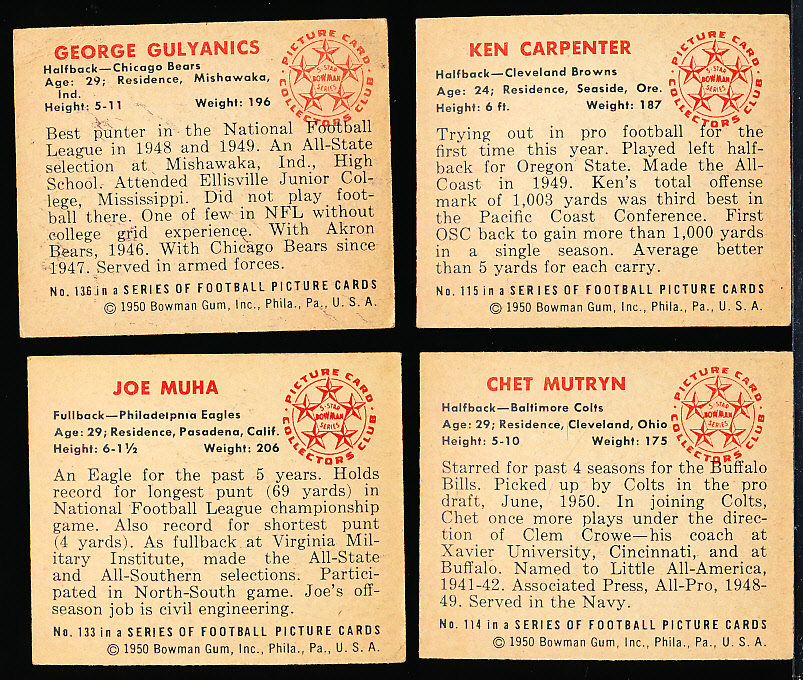 GEORGE GULYANICS
Halfback—Chicago Bears
Age: 29; Residence, Mishawaka,
Ind.
Height: 5-11 Weight: 196
PICTURE CARD
5-STAR
BOWMAN
SERIES
COLLECTORS CLUB
Best punter in the National Football
League in 1948 and 1949. An All-State
selection at Mishawaka, Ind., High
School. Attended Ellisville Junior Col-
lege, Mississippi. Did not play foot-
ball there. One of few in NFL without
college grid experience. With Akron
Bears, 1946. With Chicago Bears since
1947. Served in armed forces.
No. 136 in a SERIES OF FOOTBALL PICTURE CARDS
© 1950 Bowman Gum, Inc., Phila., Pa., U. S. A.
KEN CARPENTER
Halfback—Cleveland Browns
Age: 24; Residence, Seaside, Ore.
Height: 6 ft. Weight: 187
PICTURE CARD
5-STAR
BOWMAN
SERIES
COLLECTORS CLUB
Trying out in pro football for the
first time this year. Played left half-
back for Oregon State. Made the All-
Coast in 1949. Ken's total offense
mark of 1,003 yards was third best in
the Pacific Coast Conference. First
OSC back to gain more than 1,000 yards
in a single season. Average better
than 5 yards for each carry.
No. 115 in a SERIES OF FOOTBALL PICTURE CARDS
© 1950 Bowman Gum, Inc., Phila., Pa., U. S. A.
JOE MUHA
Fullback—Philadelpnia Eagles
Age: 29; Residence, Pasadena, Calif.
Height: 6-1½ Weight: 206
PICTURE CARD
5-STAR
BOWMAN
SERIES
COLLECTORS CLUB
An Eagle for the past 5 years. Holds
record for longest punt (69 yards) in
National Football League championship
game. Also record for shortest punt
(4 yards). As fullback at Virginia Mil-
itary Institute, made the All-State
and All-Southern selections. Partici-
pated in North-South game. Joe's off-
season job is civil engineering.
No. 133 in a SERIES OF FOOTBALL PICTURE CARDS
© 1950 Bowman Gum, Inc., Phila., Pa., U. S. A.
CHET MUTRYN
Halfback—Baltimore Colts
Age: 29; Residence, Cleveland, Ohio
Height: 5-10 Weight: 175
PICTURE CARD
5-STAR
BOWMAN
SERIES
COLLECTORS CLUB
Starred for past 4 seasons for the Buffalo
Bills. Picked up by Colts in the pro
draft, June, 1950. In joining Colts,
Chet once more plays under the direc-
tion of Clem Crowe—his coach at
Xavier University, Cincinnati, and at
Buffalo. Named to Little All-America,
1941-42. Associated Press, All-Pro, 1948-
49. Served in the Navy.
No. 114 in a SERIES OF FOOTBALL PICTURE CARDS
© 1950 Bowman Gum, Inc., Phila., Pa., U. S. A.